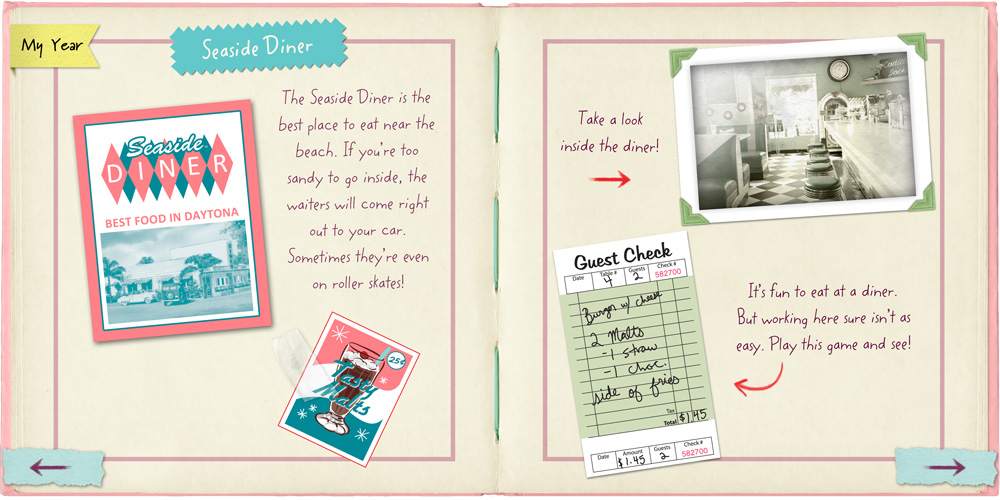 My Year
Seaside Diner
Seaside
DINER
BEST FOOD IN DAYTONA
The Seaside Diner is the
best place to eat near the
beach. If you're too
sandy to go inside, the
waiters will come right
out to your car.
Sometimes they're even
on roller skates!
25¢
Tasty
Malts
Take a look
inside the diner!
Guest Check
Date Table # Guests Check #
4 2 582700
Burger w/ cheese
2 Malts
-1 straw
-1 choc.
side of fries
Tax
Total $1.45
Date Amount Guests Check #
$1.45 2 582700
It's fun to eat at a diner.
But working here sure isn't as
easy. Play this game and see!